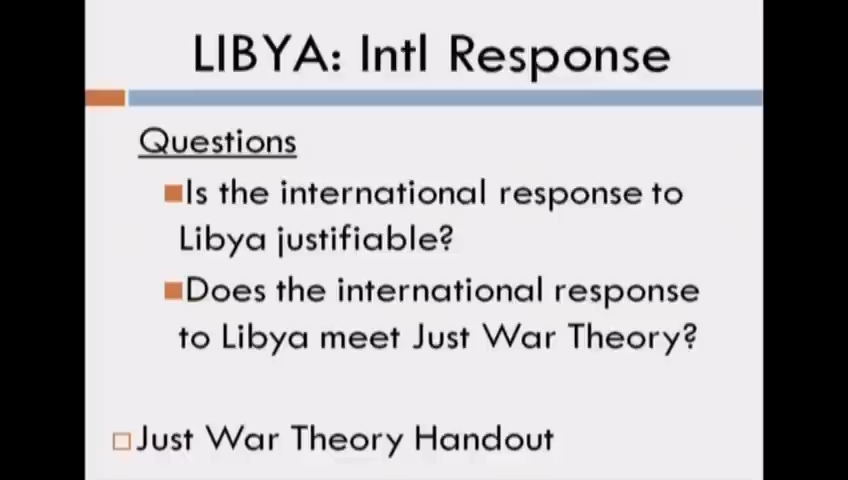 LIBYA: Intl Response
Questions
Is the international response to
Libya justifiable?
Does the international response
to Libya meet Just War Theory?
Just War Theory Handout